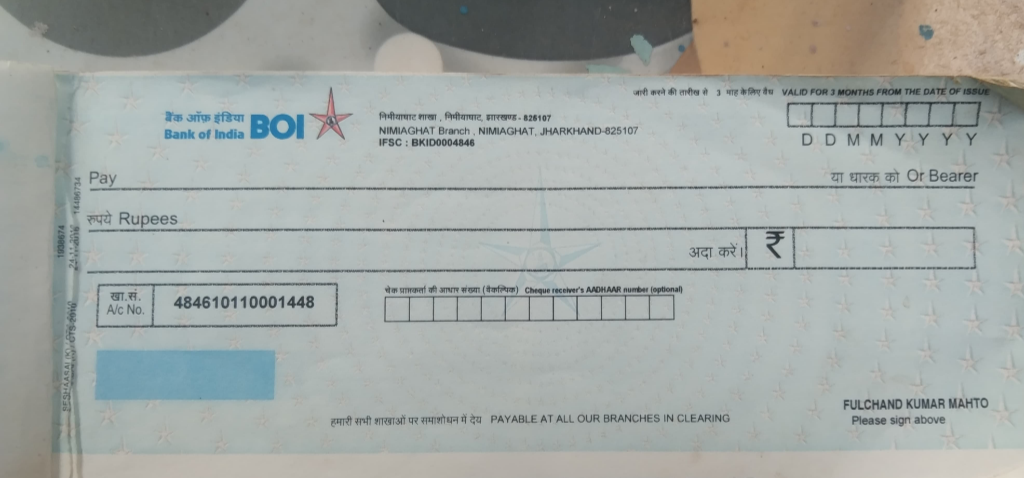 जारी करने की तारीख से 3 माह के लिए वैध VALID FOR 3 MONTHS FROM THE DATE OF ISSUE
बैंक ऑफ़ इंडिया
Bank of India BOI
निमीयाघाट शाखा , निमीयाघाट, झारखण्ड - 825107
NIMIAGHAT Branch , NIMIAGHAT, JHARKHAND-825107
IFSC : BKID0004846
D D M M Y Y Y Y
Pay या धारक को Or Bearer
रुपये Rupees
अदा करें। ₹
खा.सं.
A/c No. 484610110001448
चेक प्राप्तकर्ता की आधार संख्या (वैकल्पिक) Cheque receiver's AADHAAR number (optional)
FULCHAND KUMAR MAHTO
Please sign above
हमारी सभी शाखाओं पर समाशोधन में देय PAYABLE AT ALL OUR BRANCHES IN CLEARING